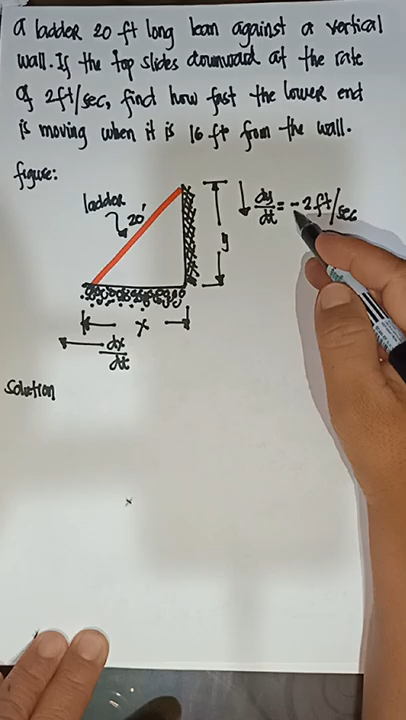 a ladder 20 ft long lean against a vertical
wall. If the top slides downward at the rate
of 2ft/sec, find how fast the lower end
is moving when it is 16 ft from the wall.
figure:
ladder
20'
y
dy/dt = -2 ft/sec
x
dx/dt
Solution